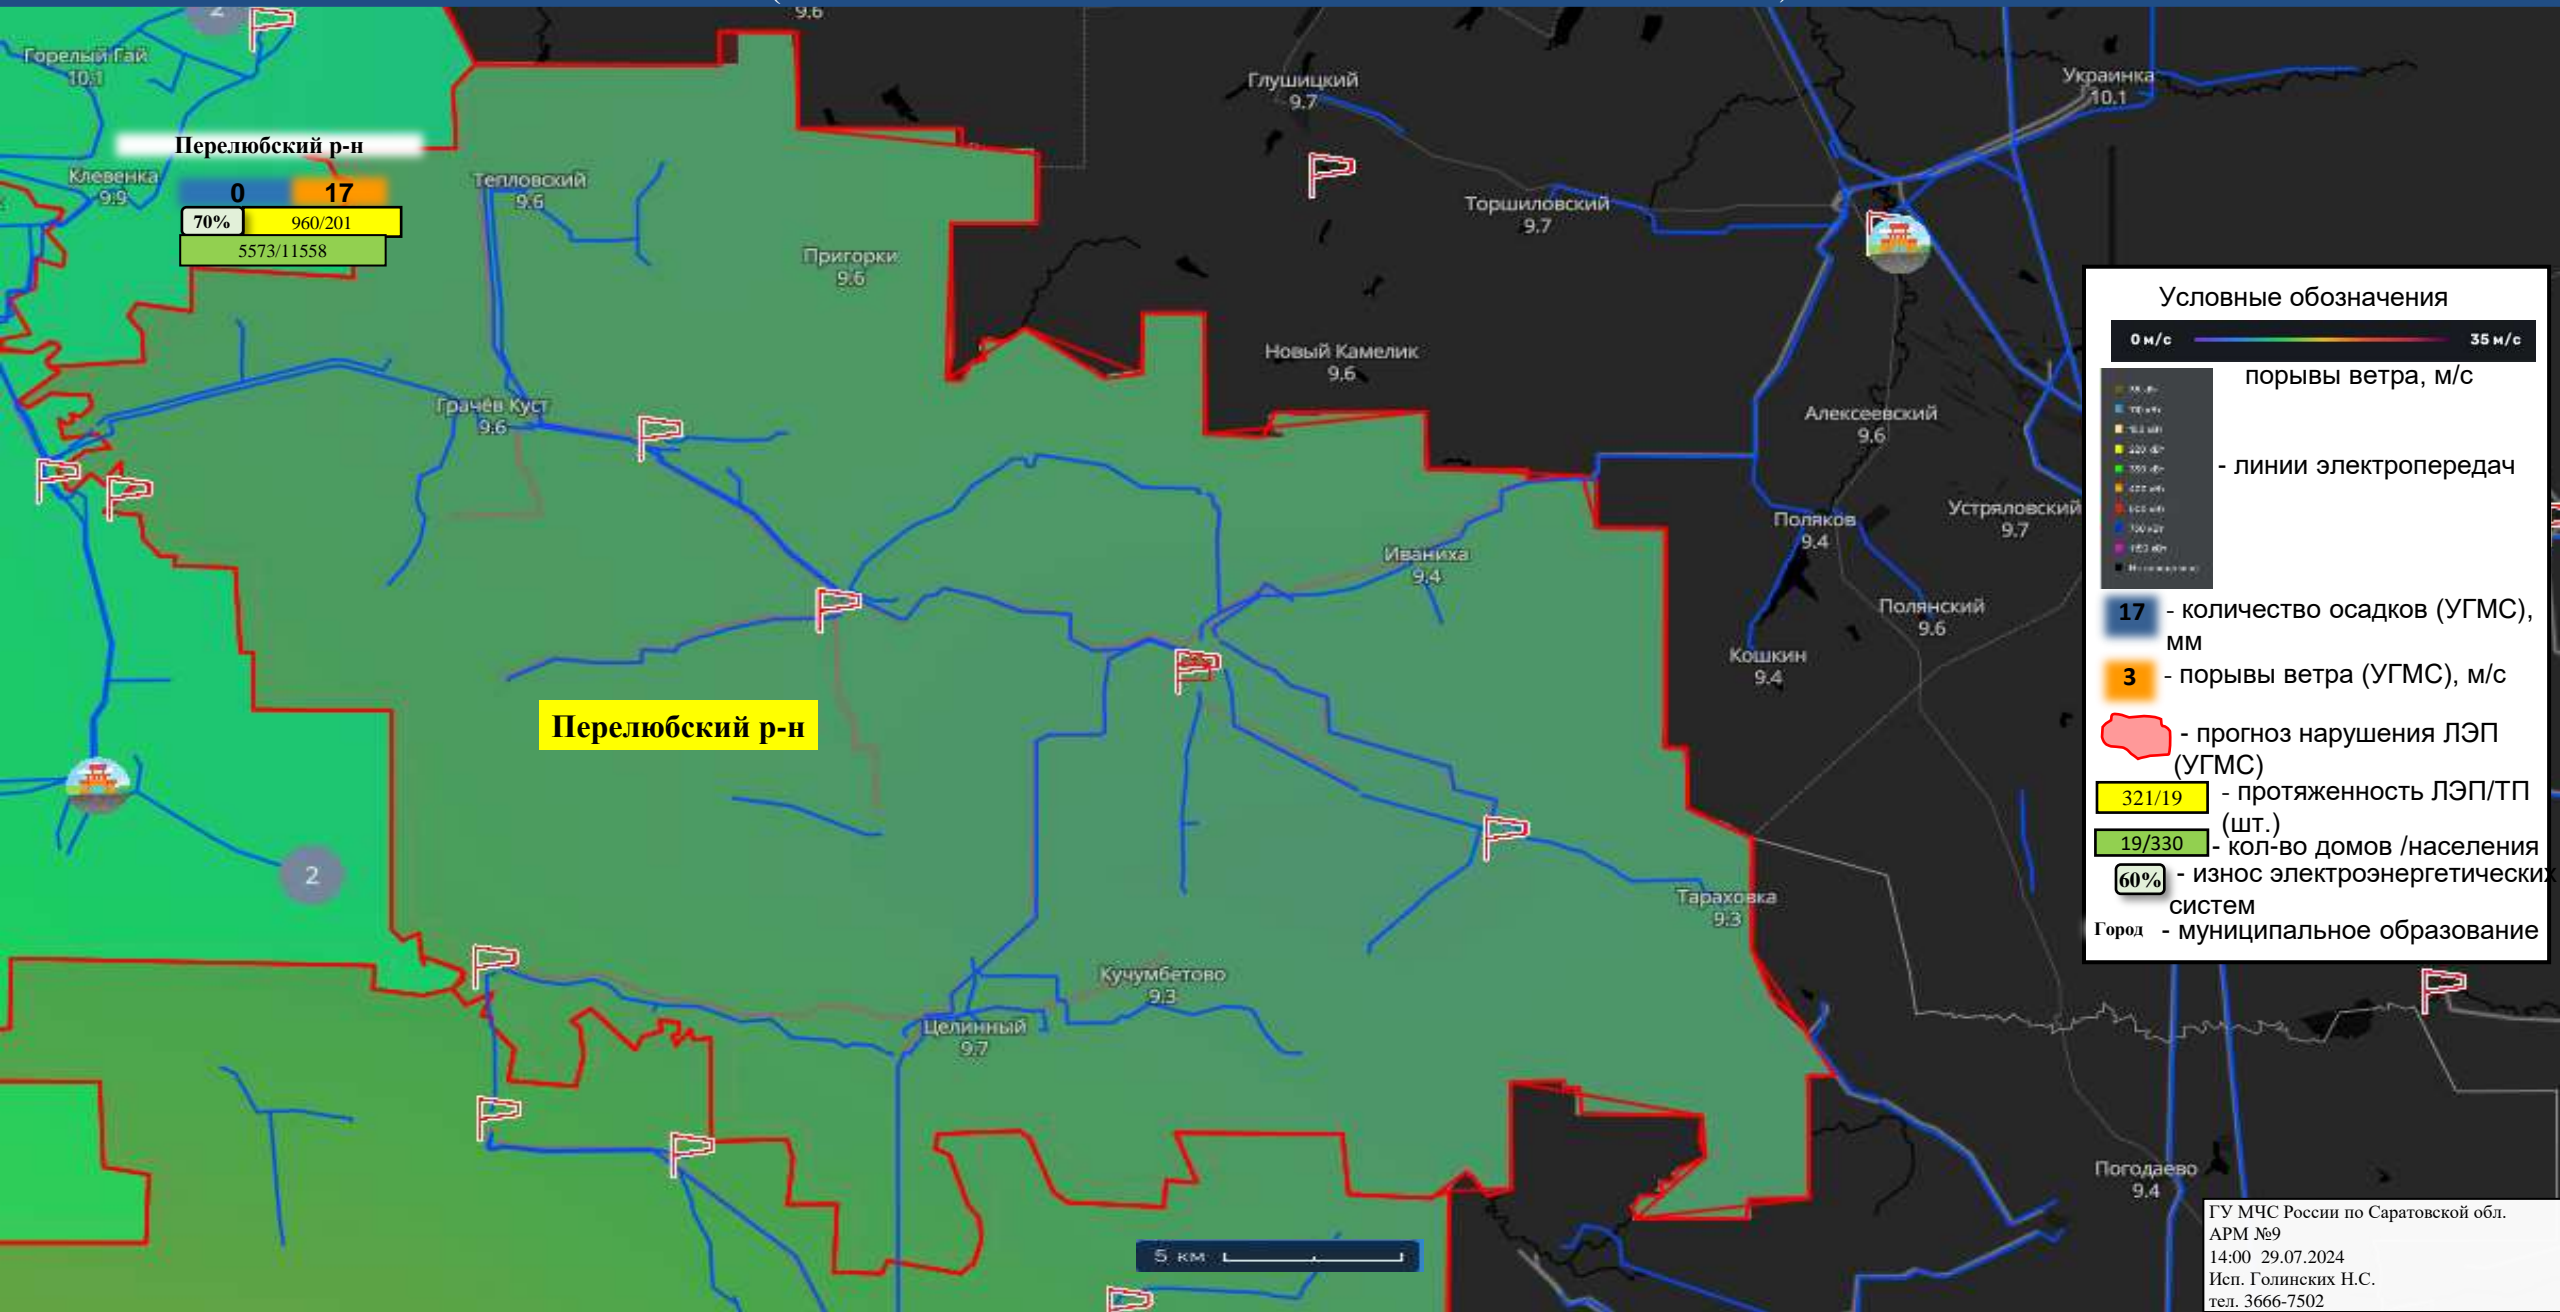 9.6
2
Горелый Гай
10.1
Глушицкий
9.7
Украинка
10.1
Перелюбский р-н
Клевенка
9.9
0
17
70%
960/201
5573/11558
Тепловский
9.6
Торшиловский
9.7
Пригорки
9.6
Новый Камелик
9.6
Грачёв Куст
9.6
Алексеевский
9.6
Поляков
9.4
Устряловский
9.7
Иваниха
9.4
Полянский
9.6
Кошкин
9.4
Перелюбский р-н
2
Тараховка
9.3
Кучумбетово
9.3
Целинный
9.7
Погодаево
9.4
5 км
Условные обозначения
0 м/с
35 м/с
порывы ветра, м/с
- линии электропередач
17
- количество осадков (УГМС),
мм
3
- порывы ветра (УГМС), м/с
- прогноз нарушения ЛЭП
(УГМС)
321/19
- протяженность ЛЭП/ТП
(шт.)
19/330
- кол-во домов /населения
60%
- износ электроэнергетических
систем
Город
- муниципальное образование
ГУ МЧС России по Саратовской обл.
АРМ №9
14:00 29.07.2024
Исп. Голинских Н.С.
тел. 3666-7502